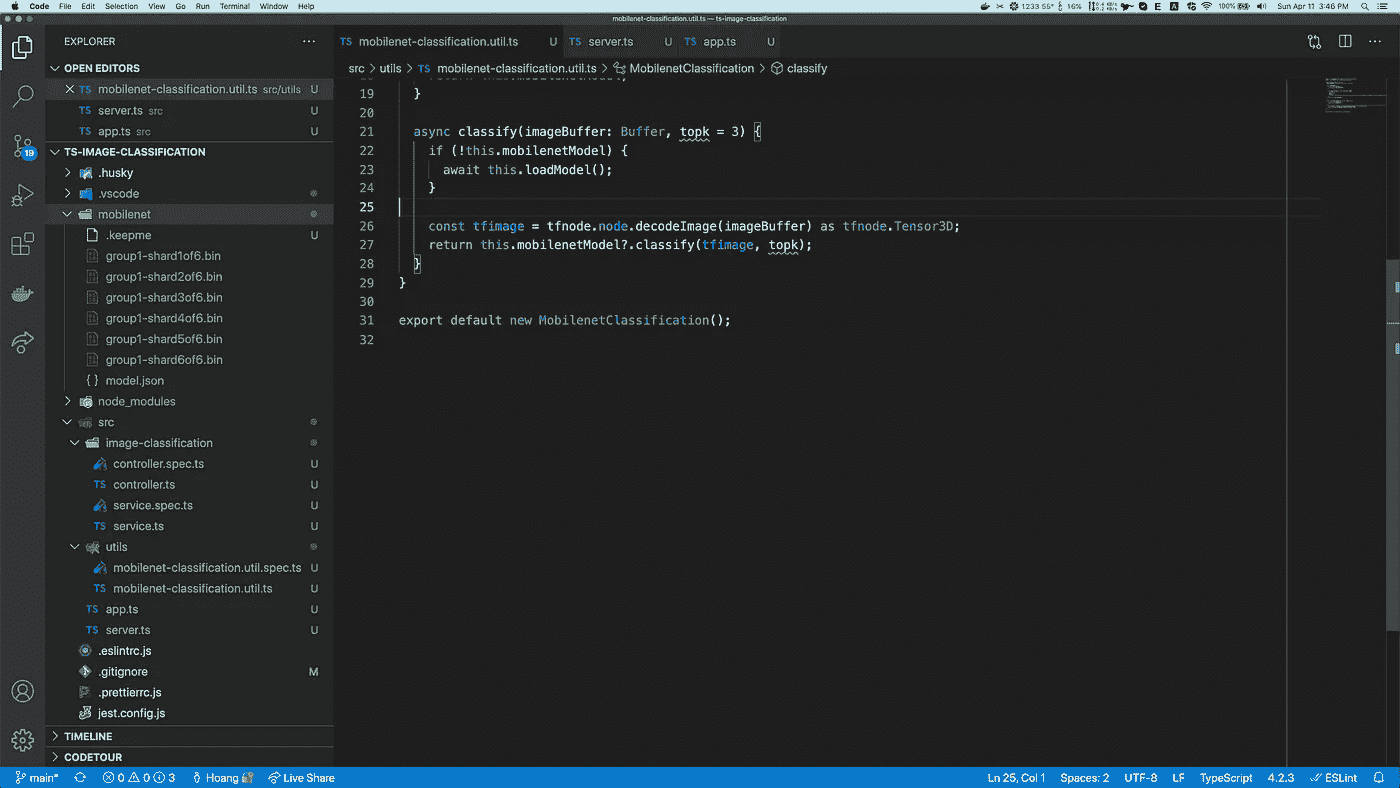 Code File Edit Selection View Go Run Terminal Window Help 16% 100% Sun Apr 11 3:46 PM
mobilenet-classification.util.ts — ts-image-classification
EXPLORER
mobilenet-classification.util.ts U
server.ts U
app.ts U
src > utils > TS mobilenet-classification.util.ts > MobilenetClassification > classify
OPEN EDITORS
TS mobilenet-classification.util.ts src/utils U
TS server.ts src U
TS app.ts src U
TS-IMAGE-CLASSIFICATION
.husky
.vscode
mobilenet
.keepme U
group1-shard1of6.bin
group1-shard2of6.bin
group1-shard3of6.bin
group1-shard4of6.bin
group1-shard5of6.bin
group1-shard6of6.bin
{ } model.json
node_modules
src
image-classification
controller.spec.ts U
TS controller.ts U
service.spec.ts U
TS service.ts U
utils
mobilenet-classification.util.spec.ts U
TS mobilenet-classification.util.ts U
TS app.ts U
TS server.ts U
.eslintrc.js
.gitignore M
.prettierrc.js
jest.config.js
TIMELINE
CODETOUR
19 }
20
21 async classify(imageBuffer: Buffer, topk = 3) {
22 if (!this.mobilenetModel) {
23 await this.loadModel();
24 }
25
26 const tfimage = tfnode.node.decodeImage(imageBuffer) as tfnode.Tensor3D;
27 return this.mobilenetModel?.classify(tfimage, topk);
28 }
29 }
30
31 export default new MobilenetClassification();
32
19
main* 0 0 3 Hoang Live Share Ln 25, Col 1 Spaces: 2 UTF-8 LF TypeScript 4.2.3 ESLint